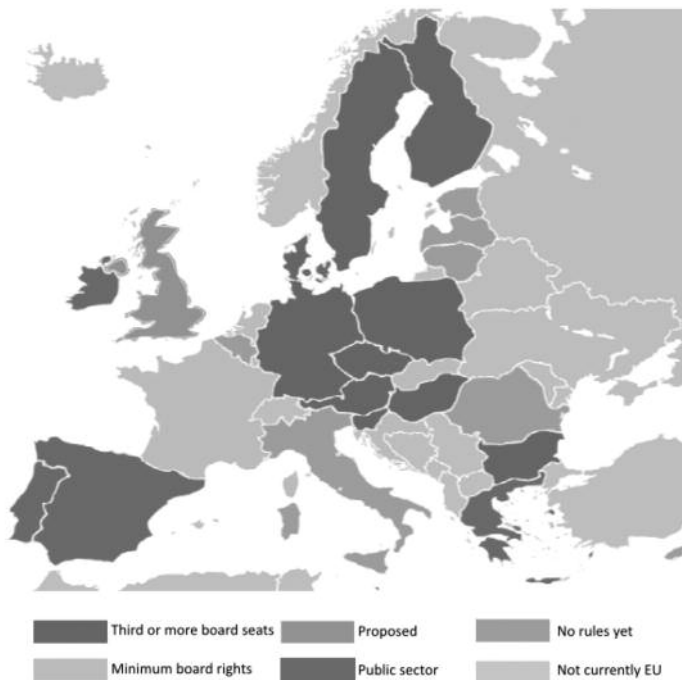 Third or more board seats Proposed No rules yet
Minimum board rights Public sector Not currently EU